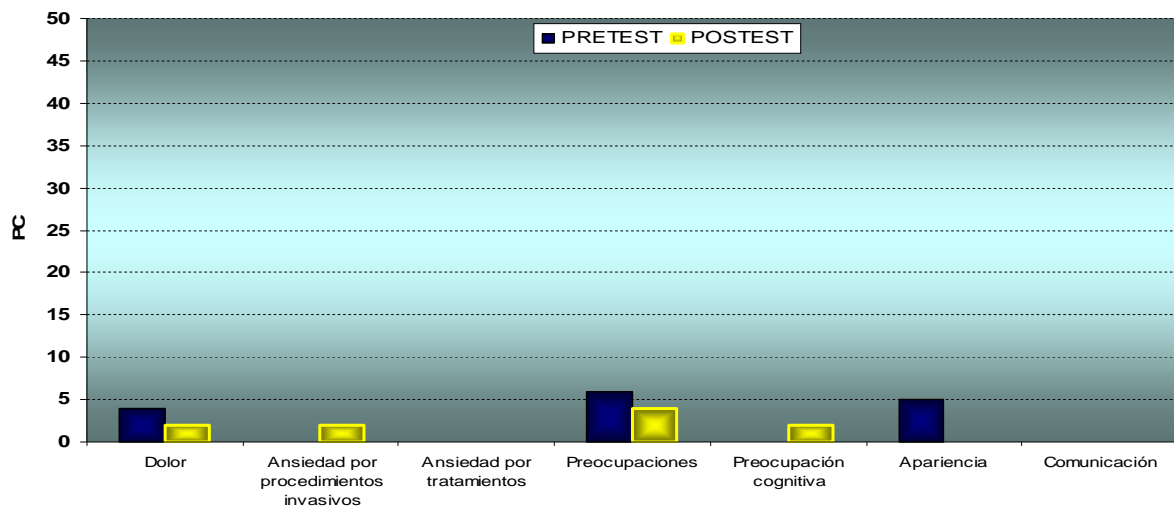 50
45
40
35
30
25
20
15
10
5
0
PC
PRETEST POSTEST
Dolor
Ansiedad por
procedimientos
invasivos
Ansiedad por
tratamientos
Preocupaciones
Preocupación
cognitiva
Apariencia
Comunicación